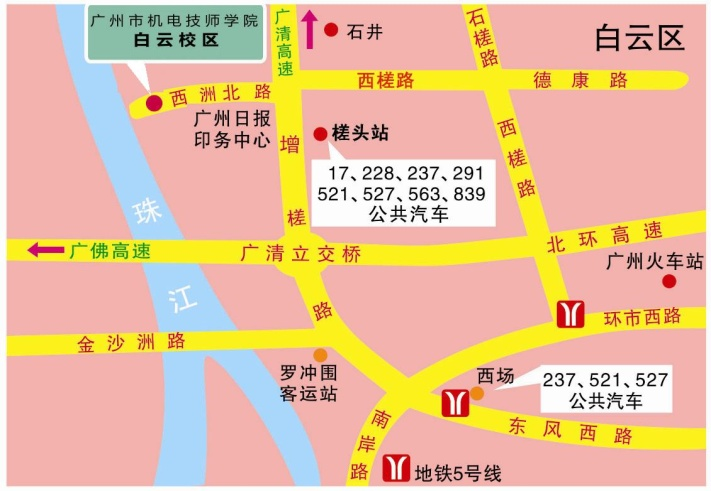 广州市机电技师学院
白云校区
广清高速
石井
石槎路
白云区
西洲北路
西槎路
德康路
广州日报
印务中心
增槎路
槎头站
17、228、237、291
521、527、563、839
公共汽车
西槎路
珠江
广佛高速
广清立交桥
北环高速
广州火车站
金沙洲路
环市西路
罗冲围
客运站
西场
237、521、527
公共汽车
南岸路
东风西路
地铁5号线